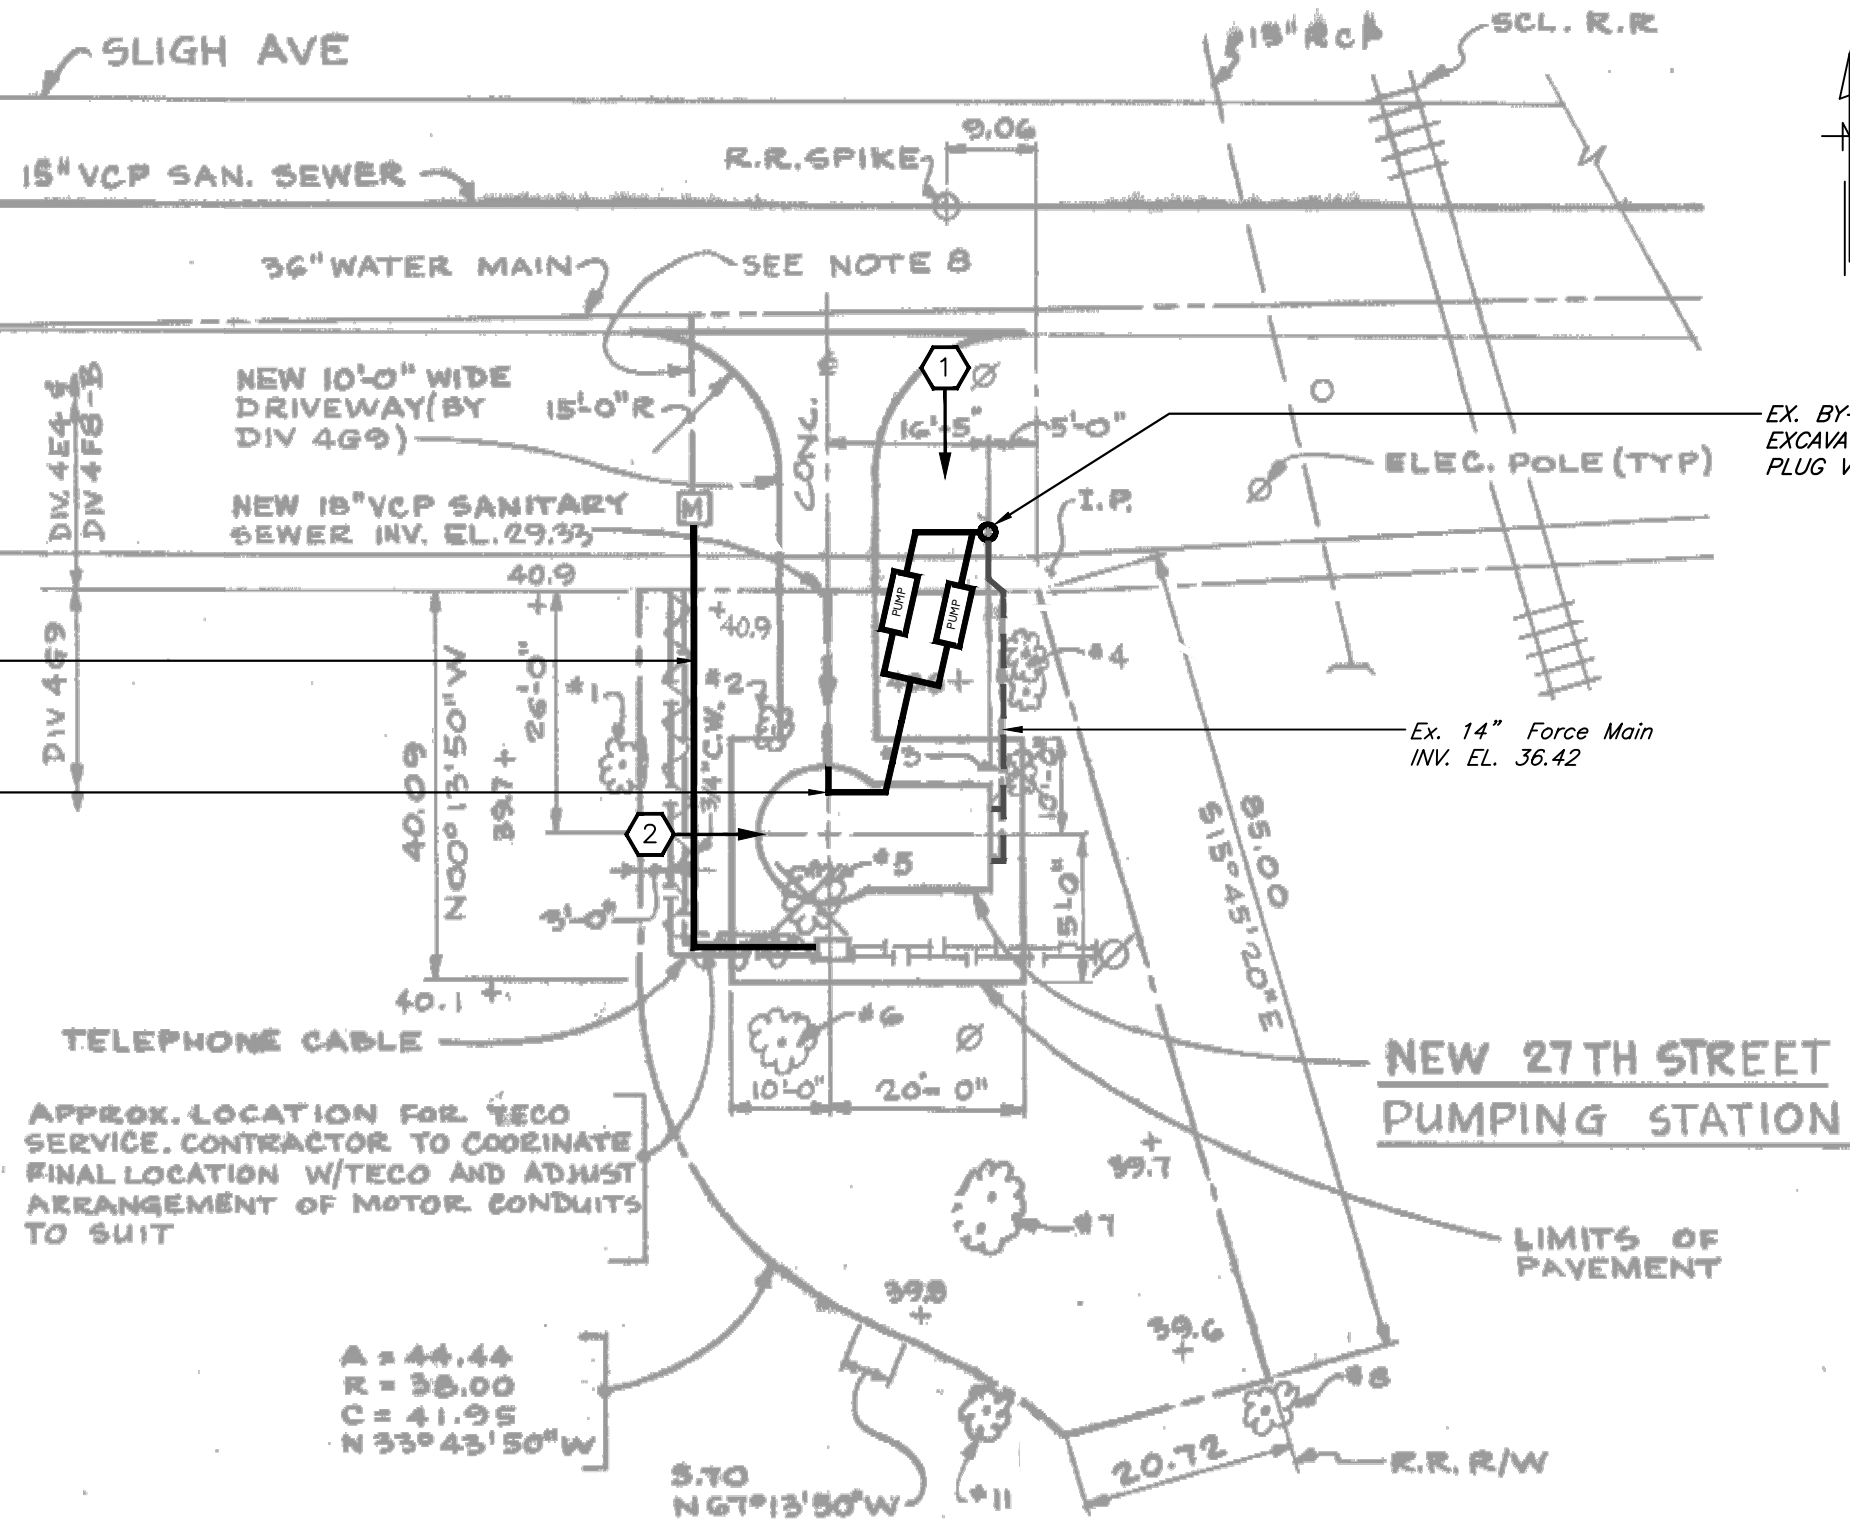 SLIGH AVE
15" VCP SAN. SEWER
R.R. SPIKE
9.06
SCL. R.R
36" WATER MAIN
SEE NOTE 8
NEW 10'-0" WIDE
DRIVEWAY (BY
DIV 4G9)
15'-0" R
CONC.
1
16'-5"
5'-0"
EX. BY-
EXCAVA
PLUG V
ELEC. POLE (TYP)
I.P.
DIV. 4E4 &
DIV 4F8-B
DIV 4G9
NEW 18" VCP SANITARY
SEWER INV. EL. 29.33
M
40.9
40.9
PUMP
PUMP
#1
#2
#4
26'-0"
40.09
N00° 13' 50" W
39.7
3/4" C.W.
Ex. 14" Force Main
INV. EL. 36.42
10'-0"
2
#5
3'-0"
15'-0"
85.00
S15° 45' 20" E
40.1
TELEPHONE CABLE
#6
10'-0"
20'-0"
NEW 27TH STREET
PUMPING STATION
APPROX. LOCATION FOR TECO
SERVICE. CONTRACTOR TO COORINATE
FINAL LOCATION W/TECO AND ADJUST
ARRANGEMENT OF MOTOR CONDUITS
TO SUIT
39.7
#7
LIMITS OF
PAVEMENT
39.8
39.6
A = 44.44
R = 38.00
C = 41.95
N 33° 43' 50" W
#8
20.72
R.R. R/W
5.70
N 67° 13' 50" W
#11